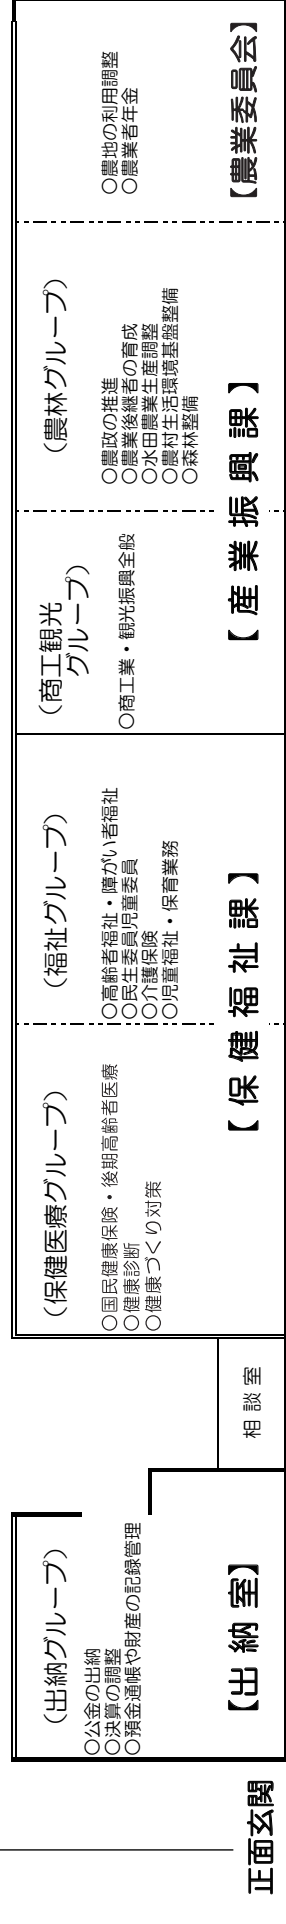 正面玄関
(出納グループ)
○公金の出納
○決算の調整
○預金通帳や財産の記録管理
【出 納 室】
相 談 室
(保健医療グループ)
○国民健康保険・後期高齢者医療
○健康診断
○健康づくり対策
(福祉グループ)
○高齢者福祉・障がい者福祉
○民生委員児童委員
○介護保険
○児童福祉・保育業務
【 保 健 福 祉 課 】
(商工観光
グループ)
○商工業・観光振興全般
(農林グループ)
○農政の推進
○農業後継者の育成
○水田農業生産調整
○農村生活環境基盤整備
○森林整備
【 産 業 振 興 課 】
○農地の利用調整
○農業者年金
【農業委員会】